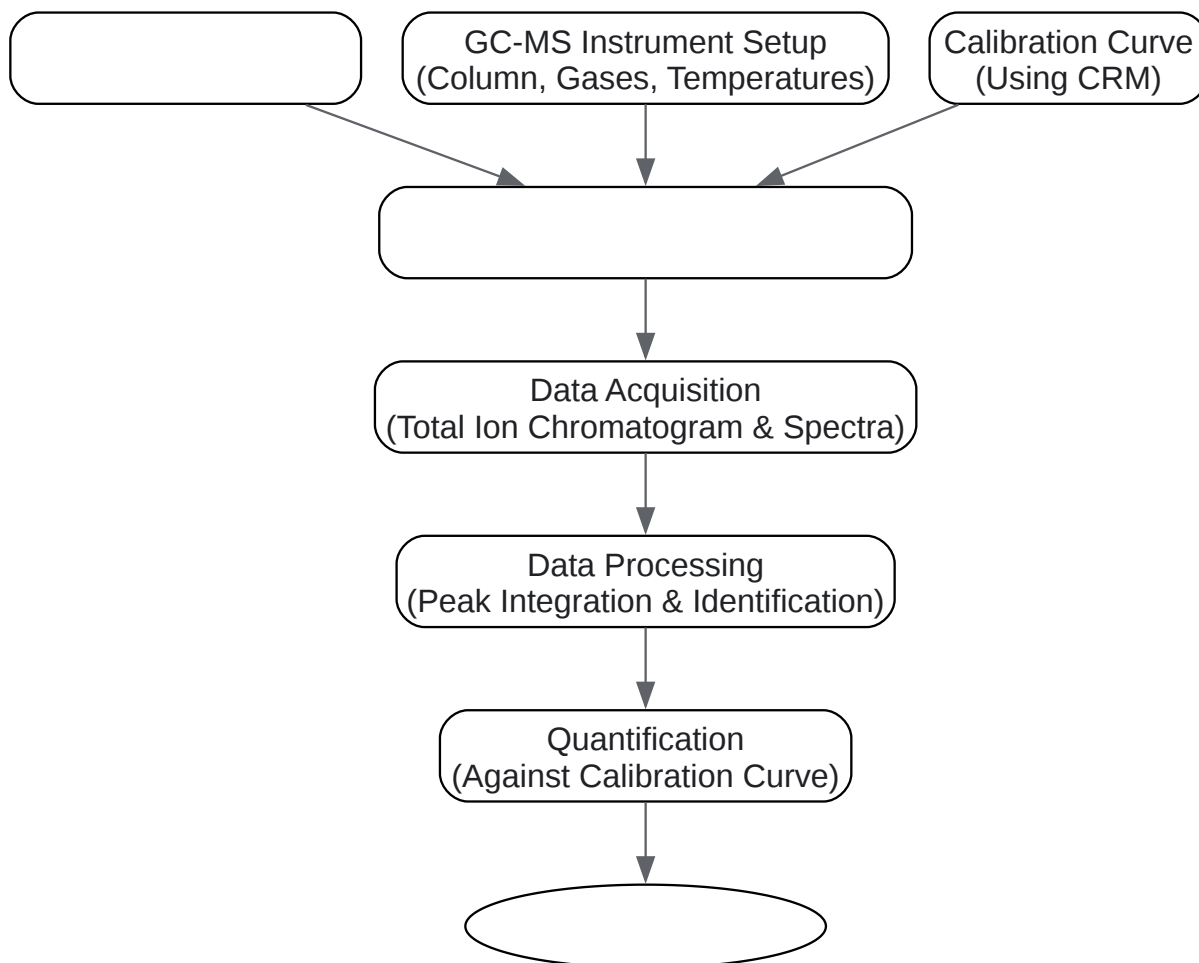 GC-MS Instrument Setup
(Column, Gases, Temperatures)
Calibration Curve
(Using CRM)
Data Acquisition
(Total Ion Chromatogram & Spectra)
Data Processing
(Peak Integration & Identification)
Quantification
(Against Calibration Curve)